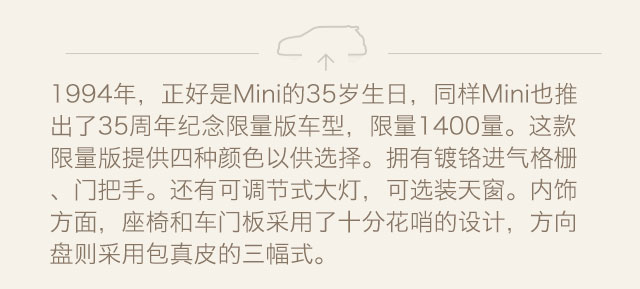 1994年，正好是Mini的35岁生日，同样Mini也推
出了35周年纪念限量版车型，限量1400量。这款
限量版提供四种颜色以供选择。拥有镀铬进气格栅
、门把手。还有可调节式大灯，可选装天窗。内饰
方面，座椅和车门板采用了十分花哨的设计，方向
盘则采用包真皮的三幅式。